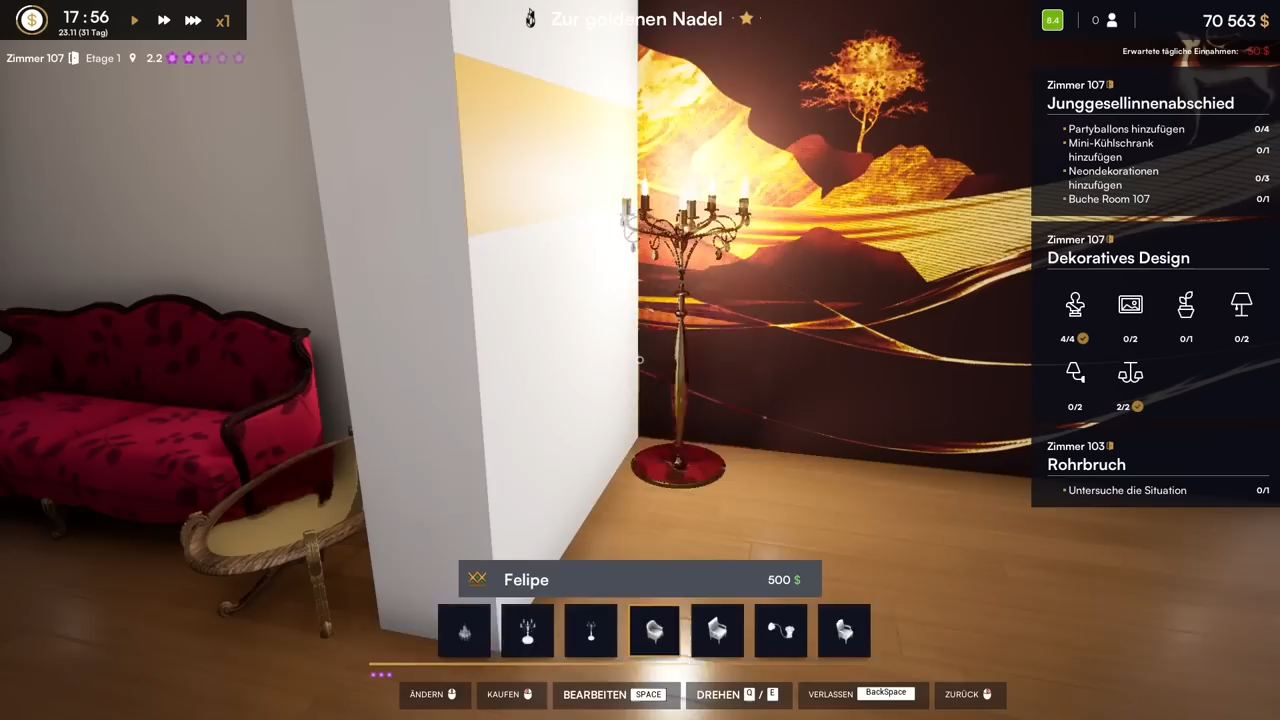 17:56
23.11 (31 Tag)
x1
Zur goldenen Nadel
8.4
0
70 563 $
Erwartete tägliche Einnahmen: -50 $
Zimmer 107 Etage 1 2.2
Zimmer 107
Junggesellinnenabschied
Partyballons hinzufügen 0/4
Mini-Kühlschrank
hinzufügen 0/1
Neondekorationen
hinzufügen 0/3
Buche Room 107 0/1
Zimmer 107
Dekoratives Design
4/4 0/2 0/1 0/2
0/2 2/2
Zimmer 103
Rohrbruch
Untersuche die Situation 0/1
Felipe 500 $
ÄNDERN KAUFEN BEARBEITEN SPACE DREHEN Q / E VERLASSEN BackSpace ZURÜCK